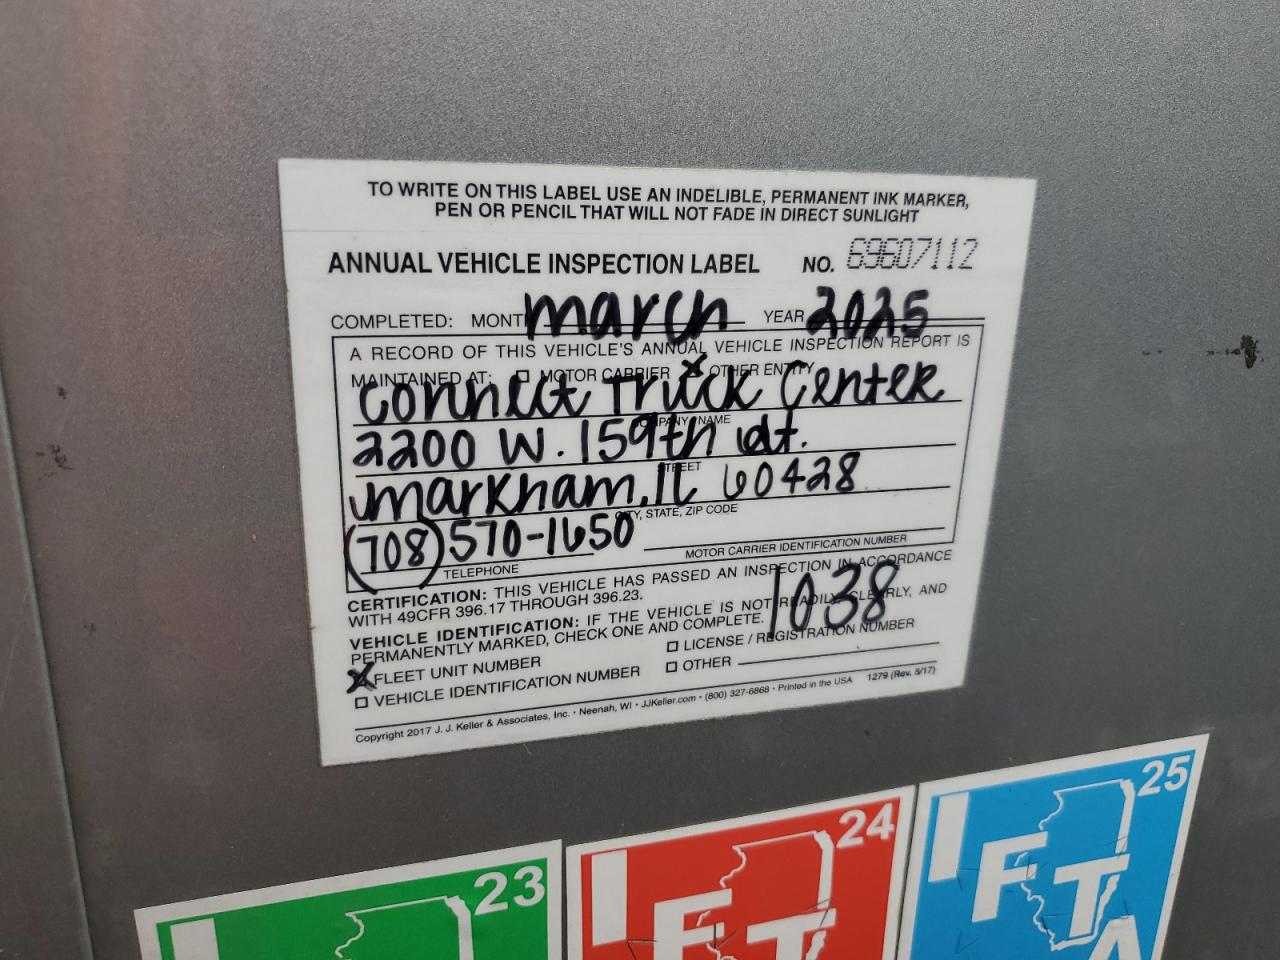 TO WRITE ON THIS LABEL USE AN INDELIBLE, PERMANENT INK MARKER,
PEN OR PENCIL THAT WILL NOT FADE IN DIRECT SUNLIGHT
ANNUAL VEHICLE INSPECTION LABEL NO. 69607112
COMPLETED: MONTH march YEAR 2025
A RECORD OF THIS VEHICLE'S ANNUAL VEHICLE INSPECTION REPORT IS
MAINTAINED AT: ☐ MOTOR CARRIER ☒ OTHER ENTITY
connect Truck Center
COMPANY NAME
2200 W. 159th
STREET
markham, IL 60428
CITY, STATE, ZIP CODE
(708) 570-1650
TELEPHONE MOTOR CARRIER IDENTIFICATION NUMBER
CERTIFICATION: THIS VEHICLE HAS PASSED AN INSPECTION IN ACCORDANCE
WITH 49CFR 396.17 THROUGH 396.23.
1038
VEHICLE IDENTIFICATION: IF THE VEHICLE IS NOT READILY, CLEARLY, AND
PERMANENTLY MARKED, CHECK ONE AND COMPLETE.
☒ FLEET UNIT NUMBER ☐ LICENSE / REGISTRATION NUMBER
☐ VEHICLE IDENTIFICATION NUMBER ☐ OTHER
Copyright 2017 J. J. Keller & Associates, Inc. • Neenah, WI • JJKeller.com • (800) 327-6868 • Printed in the USA 1279 (Rev. 8/17)
I 23
I F T 24
I F T A 25